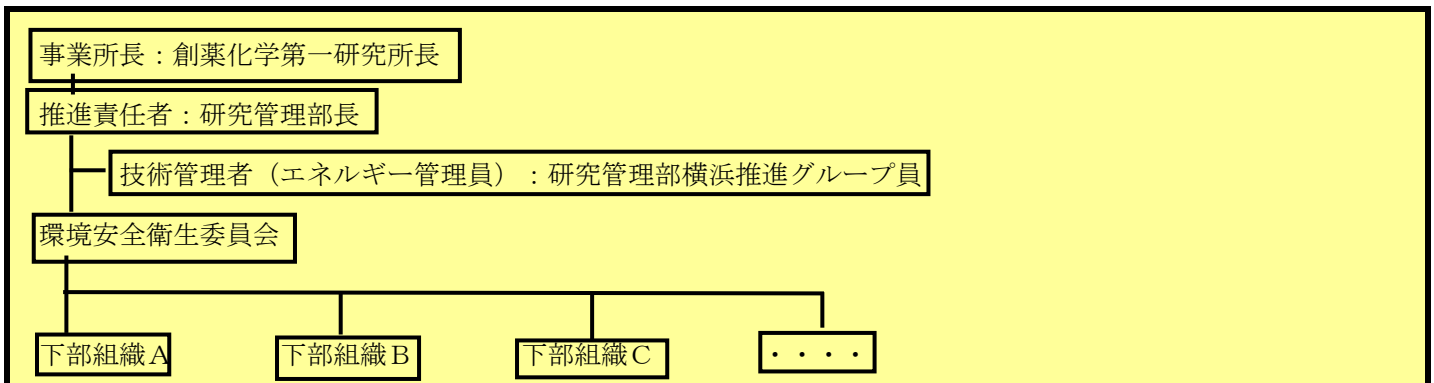 事業所長：創薬化学第一研究所長
推進責任者：研究管理部長
技術管理者（エネルギー管理員）：研究管理部横浜推進グループ員
環境安全衛生委員会
下部組織Ａ 下部組織Ｂ 下部組織Ｃ ・・・・